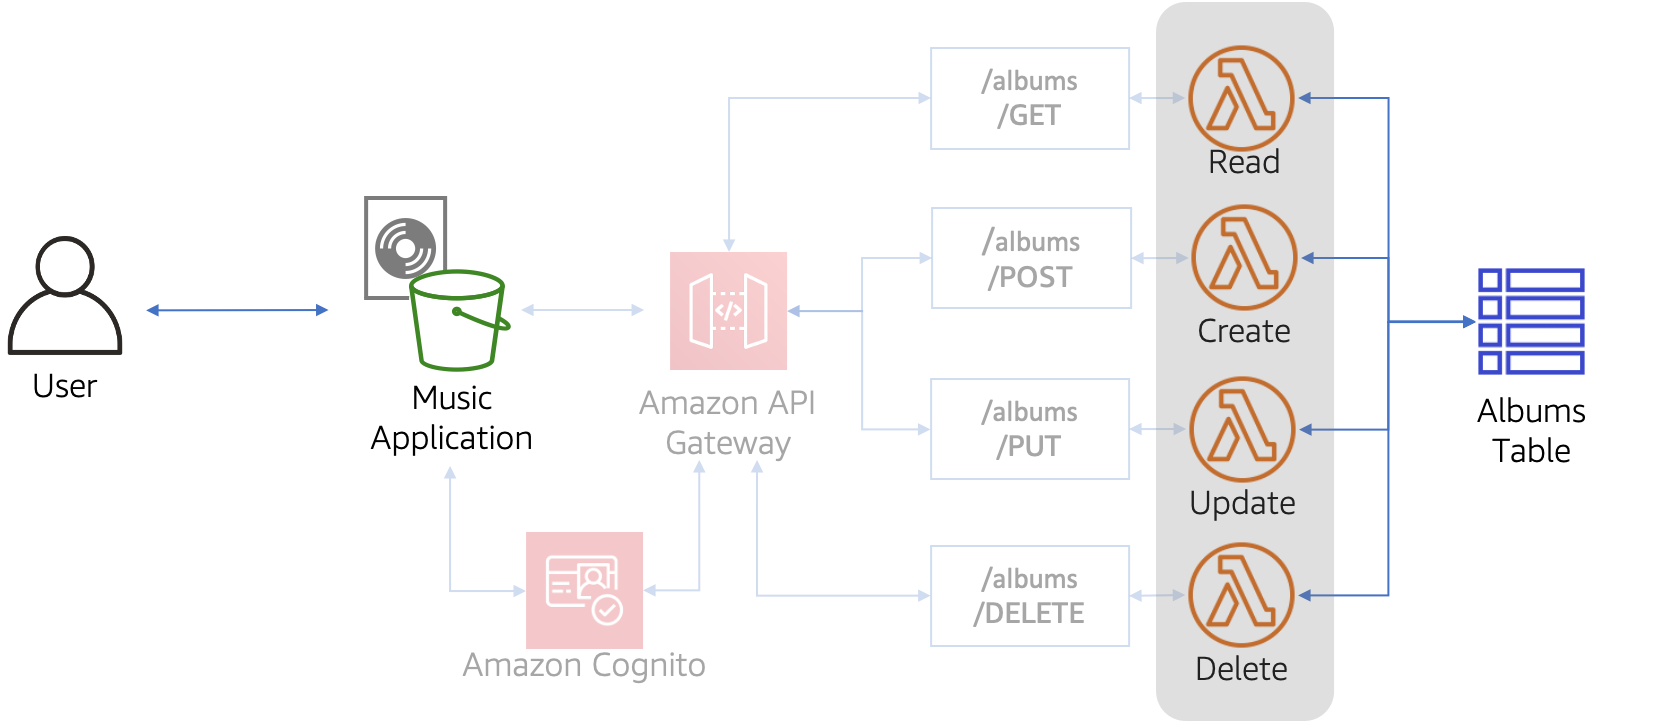 /albums
/GET
Read
/albums
/POST
Create
User
Music
Application
Amazon API
Gateway
</>
/albums
/PUT
Update
Albums
Table
/albums
/DELETE
Delete
Amazon Cognito